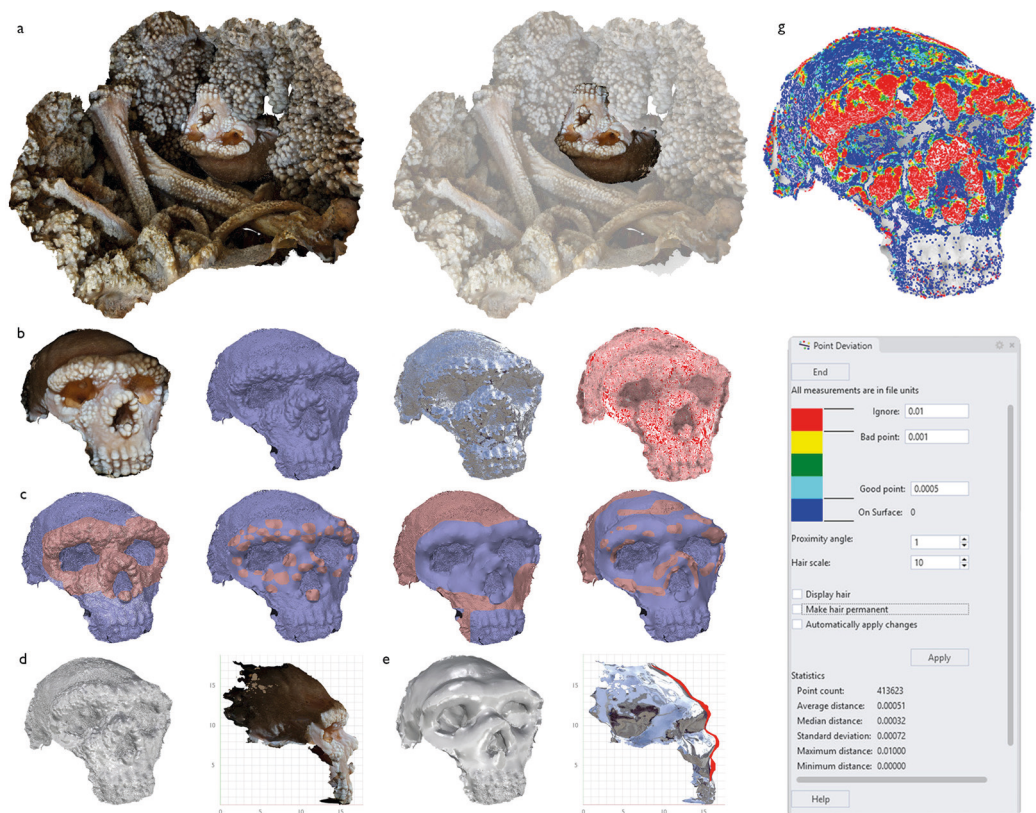 a
g
b
Point Deviation
End
All measurements are in file units
Ignore: 0.01
Bad point: 0.001
Good point: 0.0005
On Surface: 0
Proximity angle: 1
Hair scale: 10
Display hair
Make hair permanent
Automatically apply changes
Apply
Statistics
Point count: 413623
Average distance: 0.00051
Median distance: 0.00032
Standard deviation: 0.00072
Maximum distance: 0.01000
Minimum distance: 0.00000
Help
c
d
15
10
5
0 5 10 15
e
15
10
5
0 5 10 15